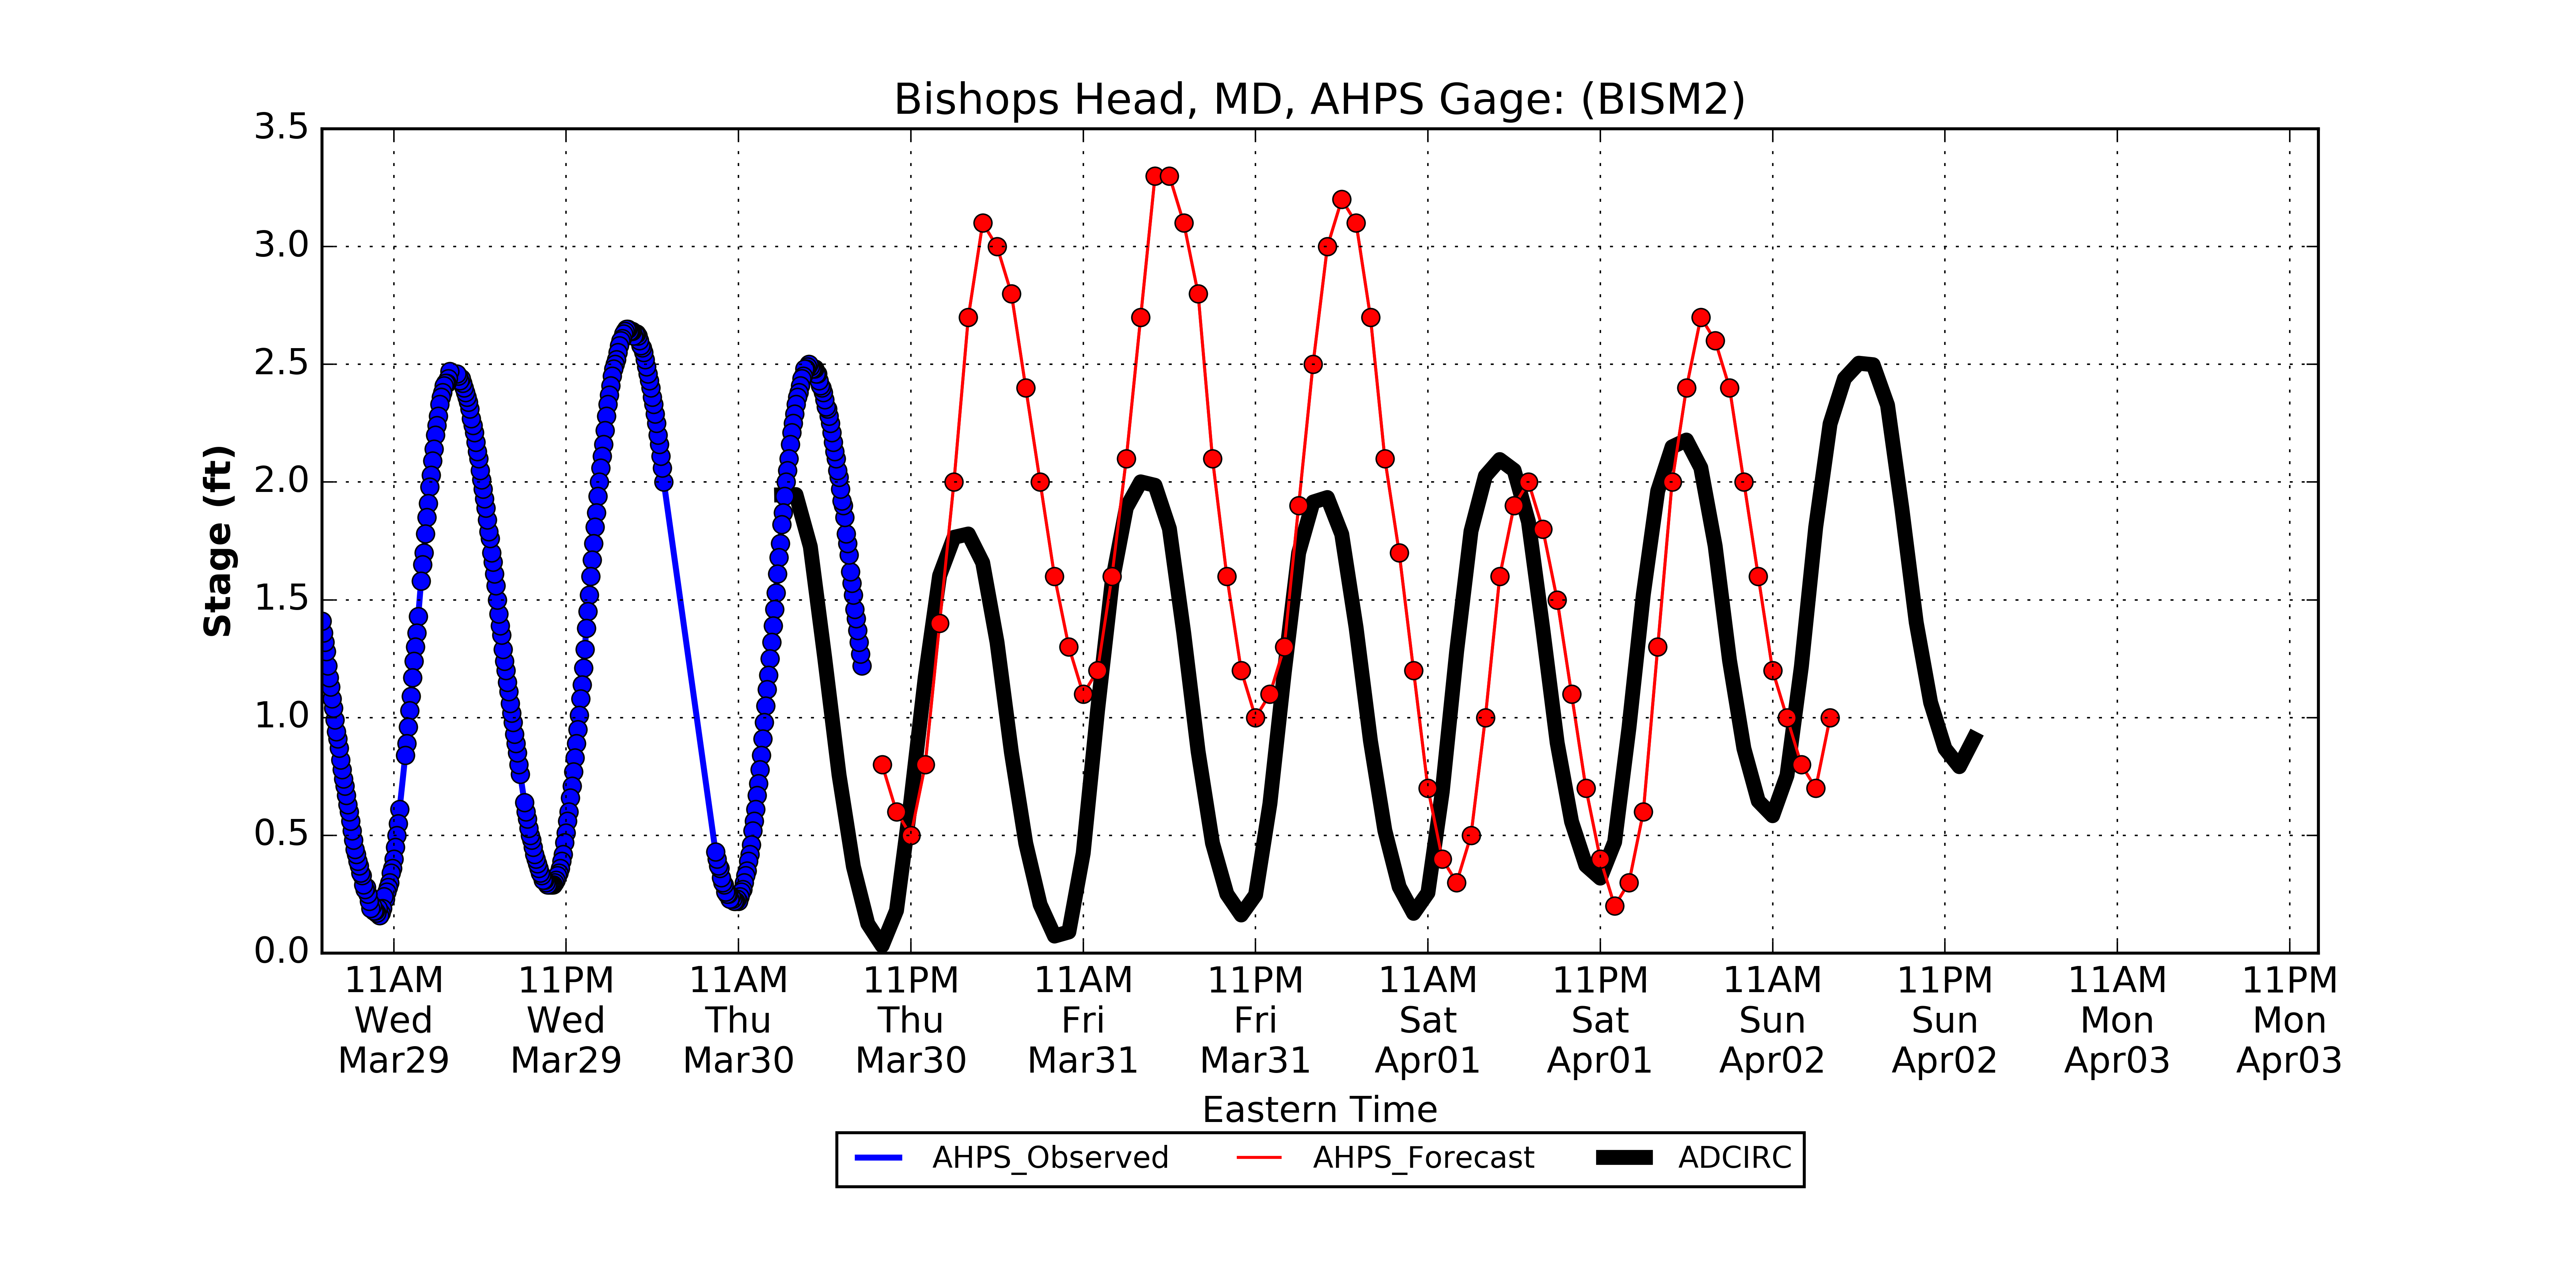 Bishops Head, MD, AHPS Gage: (BISM2)
3.5
3.0
2.5
2.0
1.5
1.0
0.5
0.0
Stage (ft)
11AM 11PM 11AM 11PM 11AM 11PM 11AM 11PM 11AM 11PM 11AM 11PM
Wed Wed Thu Thu Fri Fri Sat Sat Sun Sun Mon Mon
Mar29 Mar29 Mar30 Mar30 Mar31 Mar31 Apr01 Apr01 Apr02 Apr02 Apr03 Apr03
Eastern Time
AHPS_Observed AHPS_Forecast ADCIRC